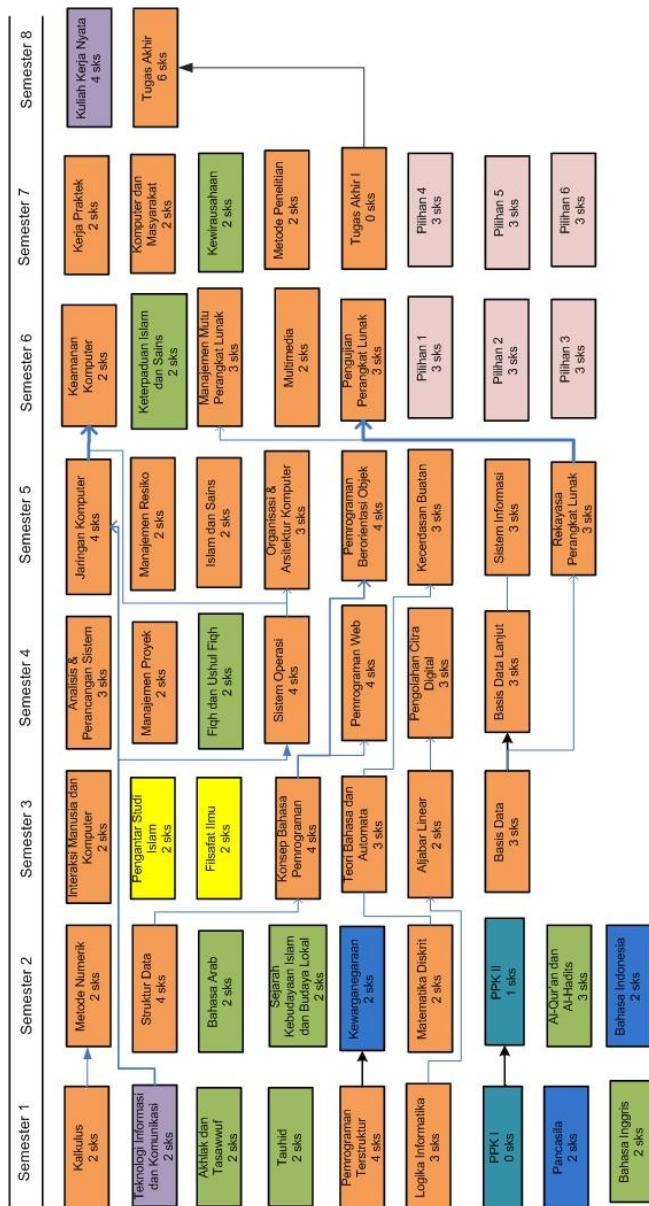 Semester 1
Kalkulus
2 sks
Teknologi Informasi
dan Komunikasi
2 sks
Akhlak dan
Tasawwuf
2 sks
Tauhid
2 sks
Pemrograman
Terstruktur
4 sks
Logika Informatika
3 sks
PPK I
0 sks
Pancasila
2 sks
Bahasa Inggris
2 sks
Semester 2
Metode Numerik
2 sks
Struktur Data
4 sks
Bahasa Arab
2 sks
Sejarah
Kebudayaan Islam
dan Budaya Lokal
2 sks
Kewarganegaraan
2 sks
Matematika Diskrit
2 sks
PPK II
1 sks
Al-Qur'an dan
Al-Hadits
3 sks
Bahasa Indonesia
2 sks
Semester 3
Interaksi Manusia dan
Komputer
2 sks
Pengantar Studi
Islam
2 sks
Filsafat Ilmu
2 sks
Konsep Bahasa
Pemrograman
4 sks
Teori Bahasa dan
Automata
3 sks
Aljabar Linear
2 sks
Basis Data
3 sks
Semester 4
Analisis &
Perancangan Sistem
3 sks
Manajemen Proyek
2 sks
Fiqh dan Ushul Fiqh
2 sks
Sistem Operasi
4 sks
Pemrograman Web
4 sks
Pengolahan Citra
Digital
3 sks
Basis Data Lanjut
3 sks
Semester 5
Jaringan Komputer
4 sks
Manajemen Resiko
2 sks
Islam dan Sains
2 sks
Organisasi &
Arsitektur Komputer
3 sks
Pemrograman
Berorientasi Objek
4 sks
Kecerdasan Buatan
3 sks
Sistem Informasi
3 sks
Rekayasa
Perangkat Lunak
3 sks
Semester 6
Keamanan
Komputer
2 sks
Keterpaduan Islam
dan Sains
2 sks
Manajemen Mutu
Perangkat Lunak
3 sks
Multimedia
2 sks
Pengujian
Perangkat Lunak
3 sks
Pilihan 1
3 sks
Pilihan 2
3 sks
Pilihan 3
3 sks
Semester 7
Kerja Praktek
2 sks
Komputer dan
Masyarakat
2 sks
Kewirausahaan
2 sks
Metode Penelitian
2 sks
Tugas Akhir I
0 sks
Pilihan 4
3 sks
Pilihan 5
3 sks
Pilihan 6
3 sks
Semester 8
Kuliah Kerja Nyata
4 sks
Tugas Akhir
6 sks